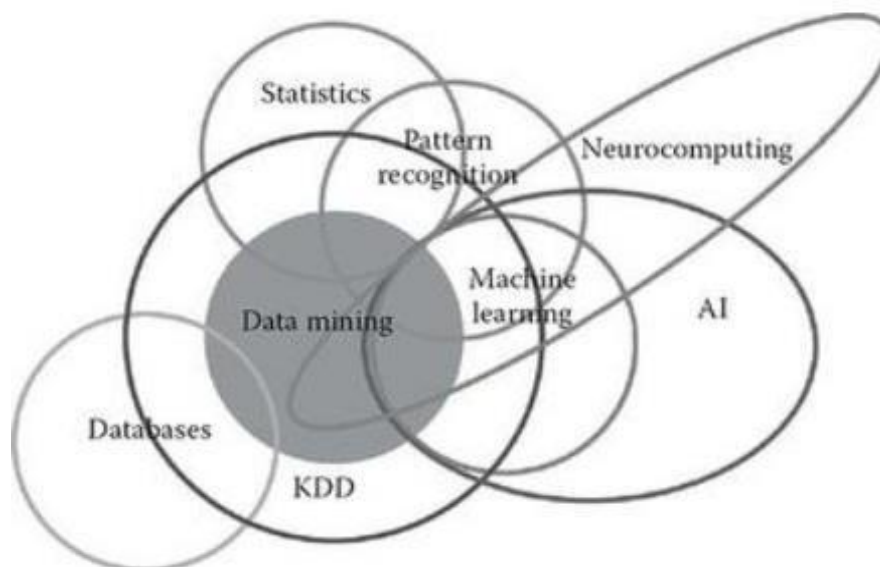 Statistics
Pattern
recognition
Neurocomputing
Machine
learning
Data mining
AI
Databases
KDD